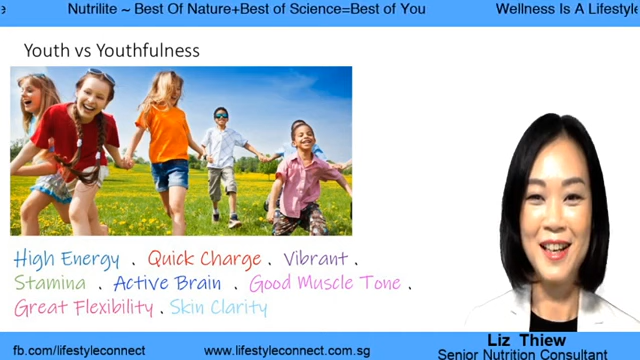 Nutrilite ~ Best Of Nature+Best of Science=Best of You Wellness Is A Lifestyle
Youth vs Youthfulness
High Energy . Quick Charge . Vibrant .
Stamina . Active Brain . Good Muscle Tone .
Great Flexibility . Skin Clarity
Liz Thiew
Senior Nutrition Consultant
fb.com/lifestyleconnect www.lifestyleconnect.com.sg